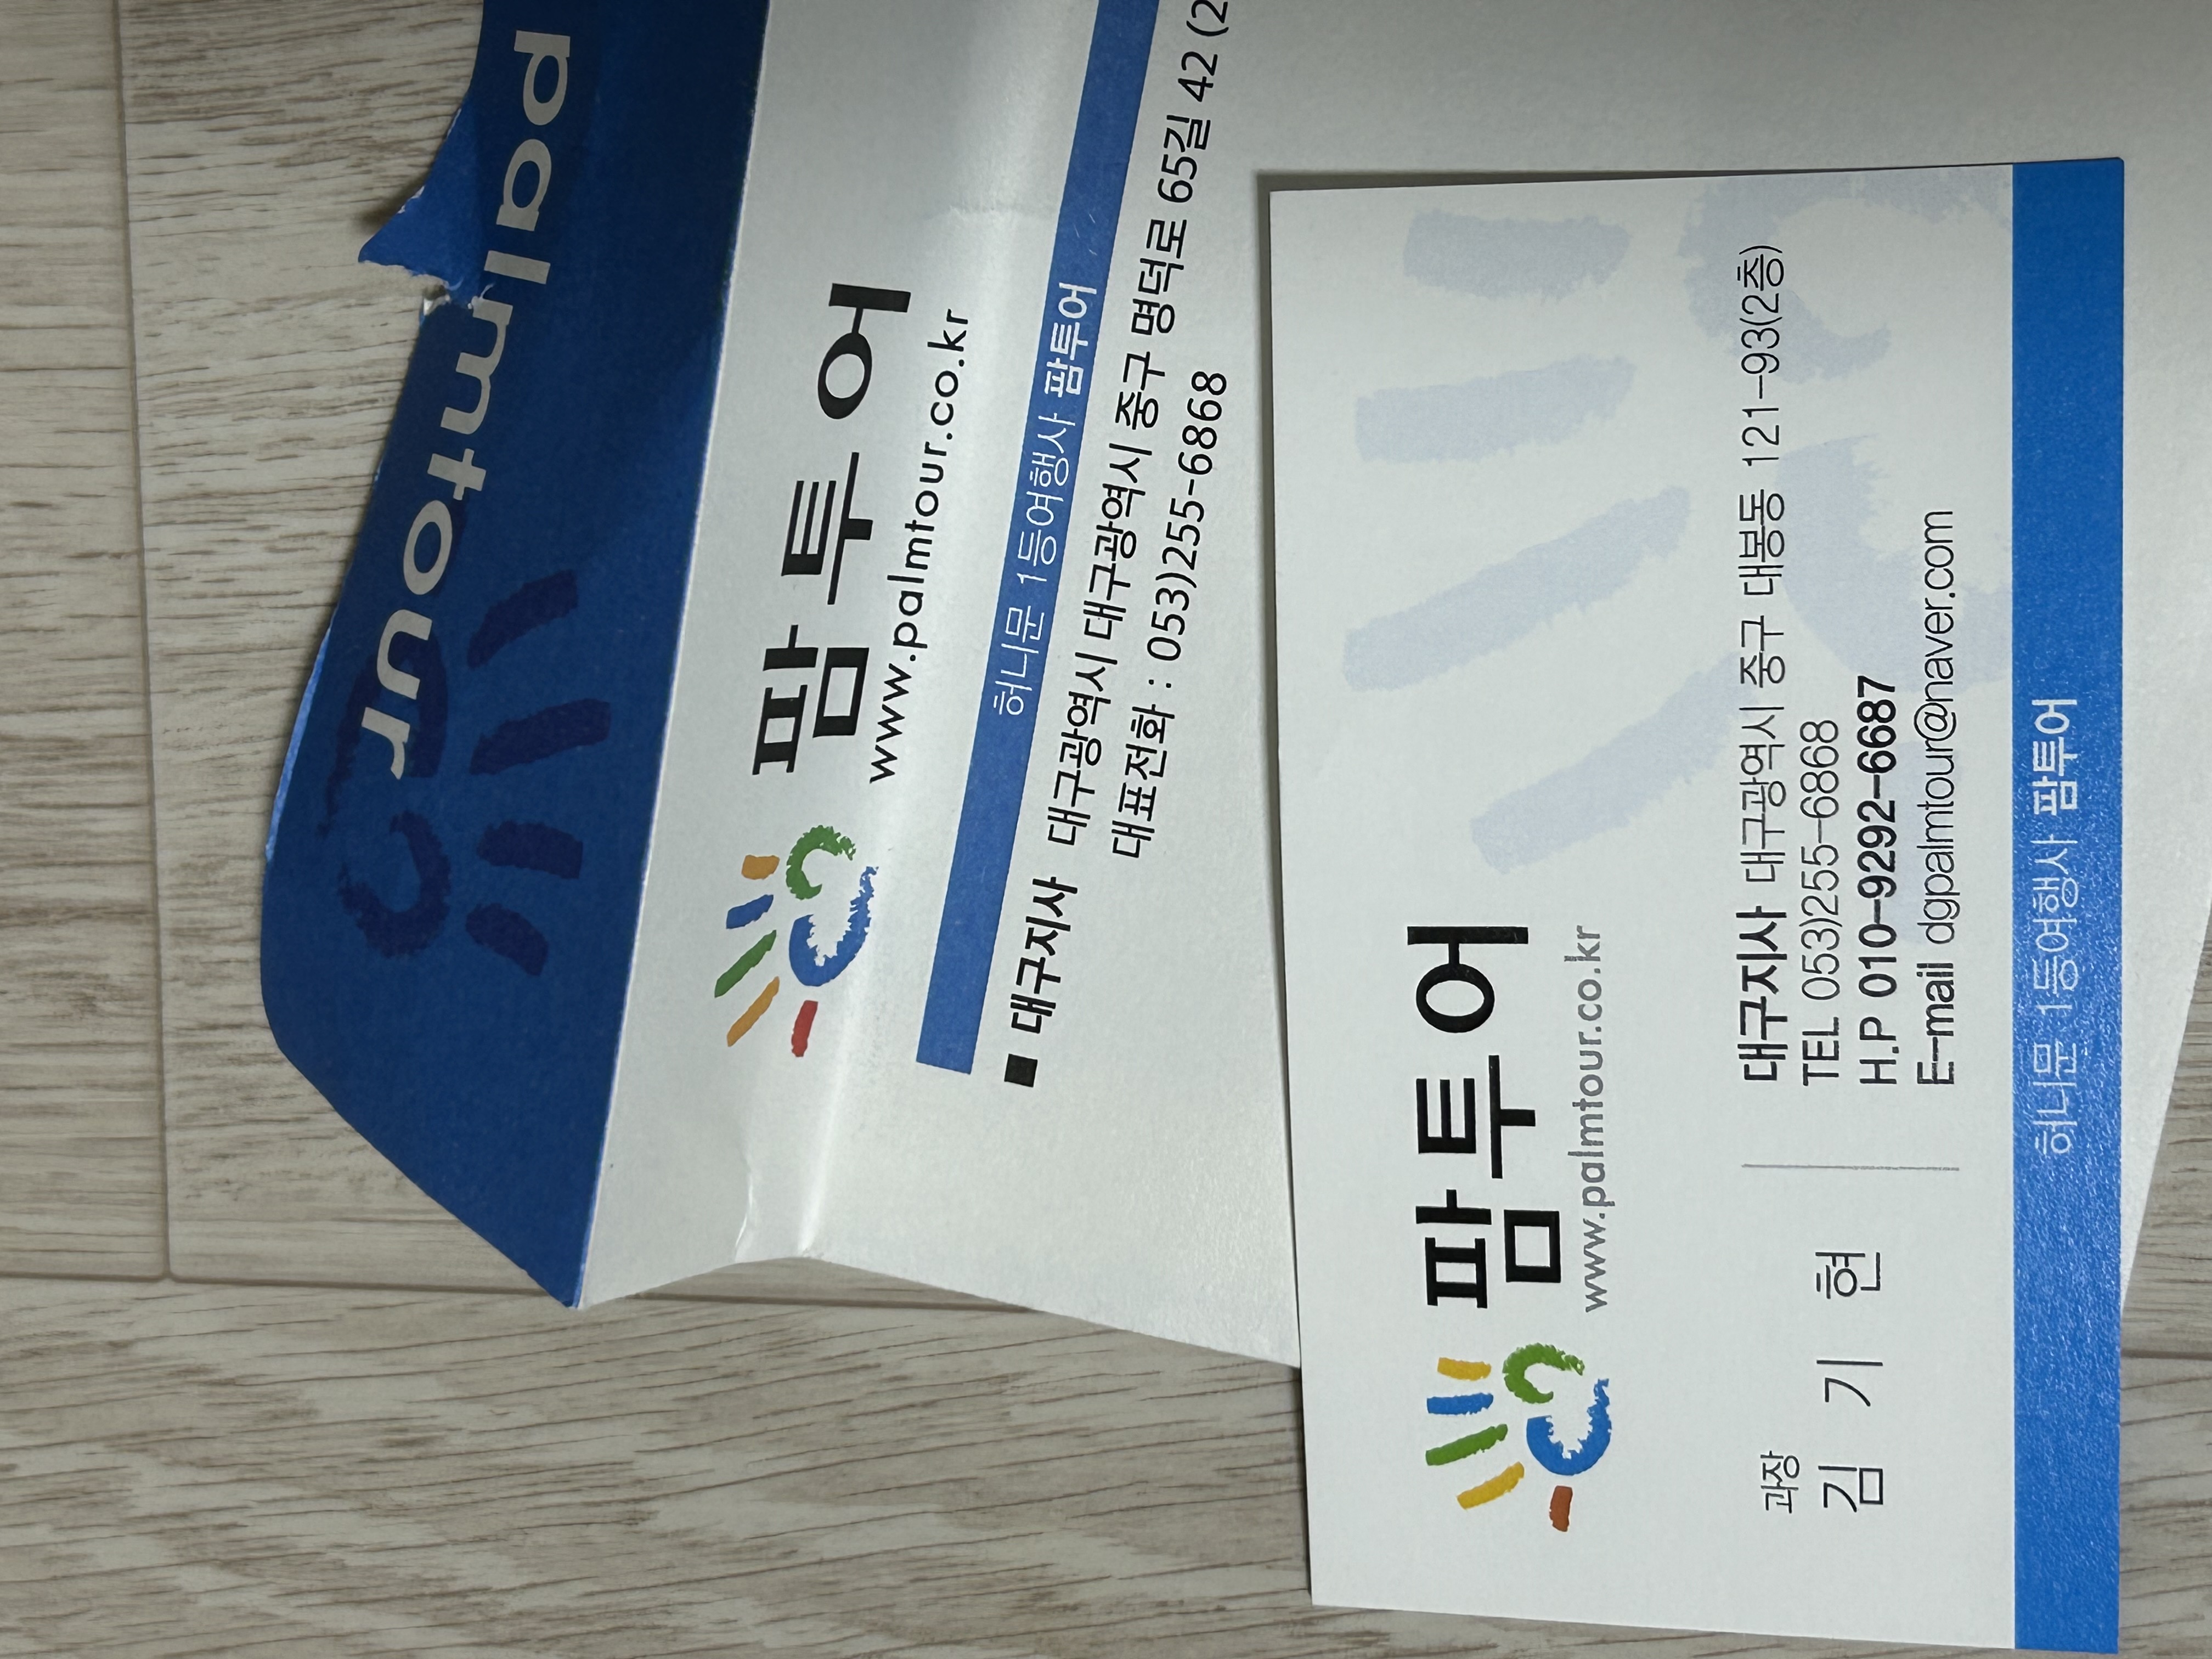 palmtour
팜투어
www.palmtour.co.kr
허니문 1등여행사 팜투어
■ 대구지사 대구광역시 대구광역시 중구 명덕로 65길 42 (2
대표전화 : 053)255-6868
팜투어
www.palmtour.co.kr
과장
김 기 현
대구지사 대구광역시 중구 대봉동 121-93(2층)
TEL 053)255-6868
H.P 010-9292-6687
E-mail dgpalmtour@naver.com
허니문 1등여행사 팜투어